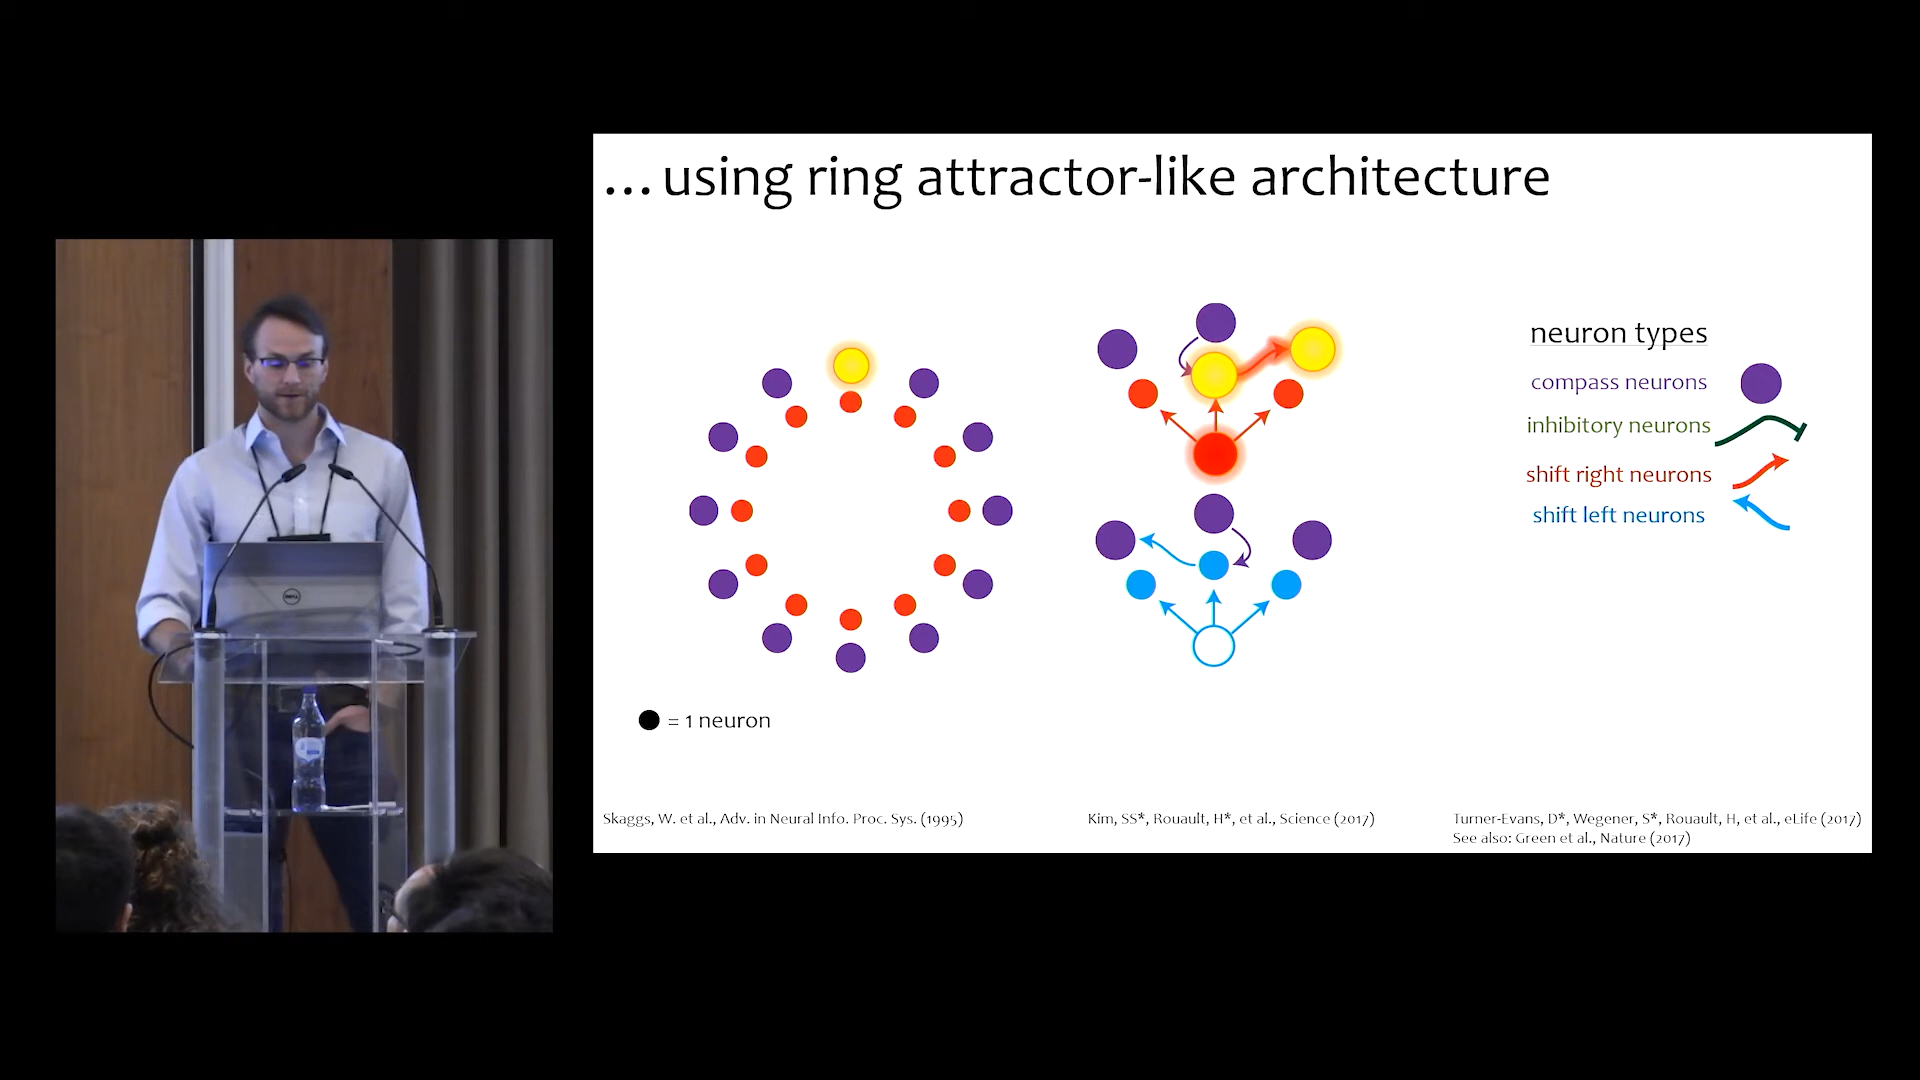 ...using ring attractor-like architecture
neuron types
compass neurons
inhibitory neurons
shift right neurons
shift left neurons
= 1 neuron
Skaggs, W. et al., Adv. in Neural Info. Proc. Sys. (1995)
Kim, SS*, Rouault, H*, et al., Science (2017)
Turner-Evans, D*, Wegener, S*, Rouault, H, et al., eLife (2017)
See also: Green et al., Nature (2017)
DELL